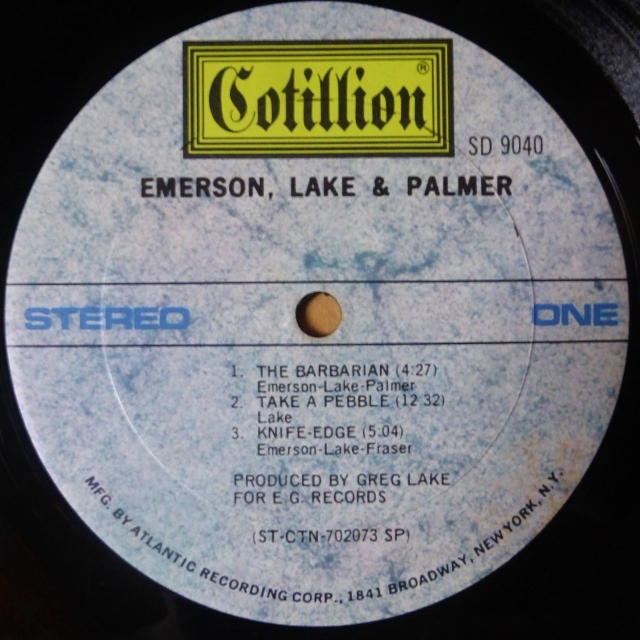 Cotillion®
SD 9040
EMERSON, LAKE & PALMER
STEREO
ONE
1. THE BARBARIAN (4:27)
Emerson-Lake-Palmer
2. TAKE A PEBBLE (12 32)
Lake
3. KNIFE-EDGE (5:04)
Emerson-Lake-Fraser
PRODUCED BY GREG LAKE
FOR E.G. RECORDS
(ST-CTN-702073 SP)
MFG. BY ATLANTIC RECORDING CORP., 1841 BROADWAY, NEW YORK, N.Y.